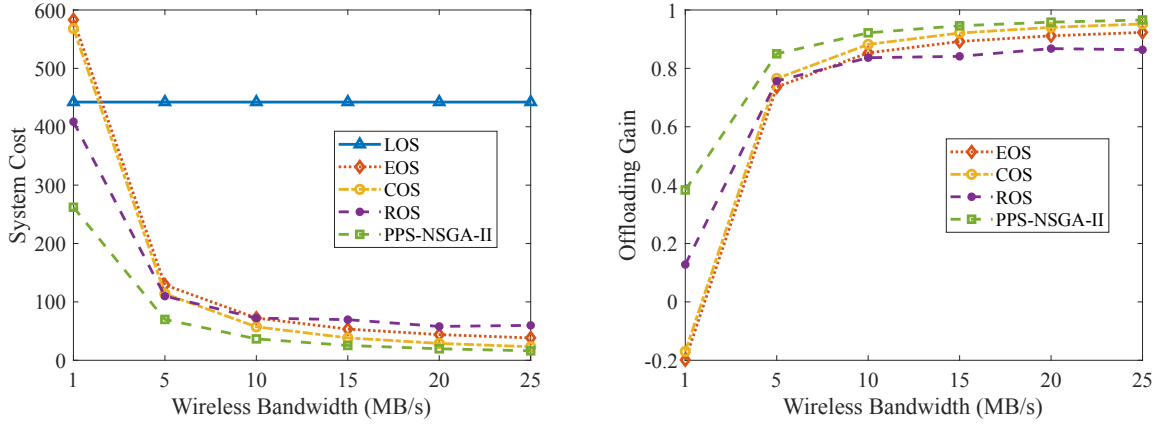 600
500
400
300
200
100
0
System Cost
1
5
10
15
20
25
Wireless Bandwidth (MB/s)
LOS
EOS
COS
ROS
PPS-NSGA-II
1
0.8
0.6
0.4
0.2
0
-0.2
Offloading Gain
1
5
10
15
20
25
Wireless Bandwidth (MB/s)
EOS
COS
ROS
PPS-NSGA-II